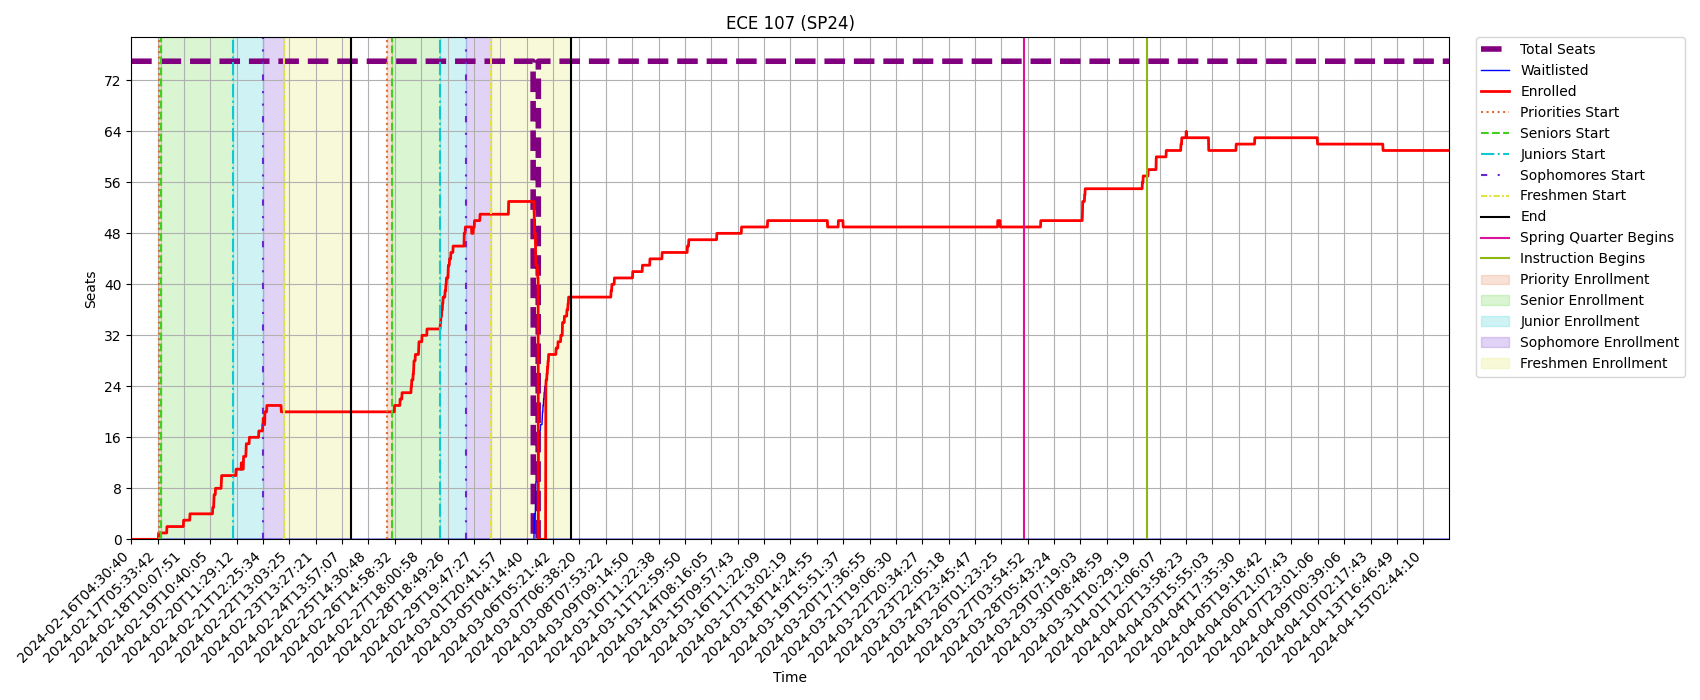 ECE 107 (SP24)
Seats
72
64
56
48
40
32
24
16
8
0
2024-02-16T04:30:40
2024-02-17T05:33:42
2024-02-18T10:07:51
2024-02-19T10:40:05
2024-02-20T11:29:12
2024-02-21T12:25:34
2024-02-22T13:03:25
2024-02-23T13:27:21
2024-02-24T13:57:07
2024-02-25T14:30:48
2024-02-26T14:58:32
2024-02-27T18:00:58
2024-02-28T18:49:26
2024-02-29T19:47:27
2024-03-01T20:41:57
2024-03-05T04:14:40
2024-03-06T05:21:42
2024-03-07T06:38:20
2024-03-08T07:53:22
2024-03-09T09:14:50
2024-03-10T11:22:38
2024-03-11T12:59:50
2024-03-14T08:16:05
2024-03-15T09:57:43
2024-03-16T11:22:09
2024-03-17T13:02:19
2024-03-18T14:24:55
2024-03-19T15:51:37
2024-03-20T17:36:55
2024-03-21T19:06:30
2024-03-22T20:34:27
2024-03-23T22:05:18
2024-03-24T23:45:47
2024-03-26T01:23:25
2024-03-27T03:54:52
2024-03-28T05:43:24
2024-03-29T07:19:03
2024-03-30T08:48:59
2024-03-31T10:29:19
2024-04-01T12:06:07
2024-04-02T13:58:23
2024-04-03T15:55:03
2024-04-04T17:35:30
2024-04-05T19:18:42
2024-04-06T21:07:43
2024-04-07T23:01:06
2024-04-09T00:39:06
2024-04-10T02:17:43
2024-04-13T16:46:49
2024-04-15T02:44:10
Time
Total Seats
Waitlisted
Enrolled
Priorities Start
Seniors Start
Juniors Start
Sophomores Start
Freshmen Start
End
Spring Quarter Begins
Instruction Begins
Priority Enrollment
Senior Enrollment
Junior Enrollment
Sophomore Enrollment
Freshmen Enrollment